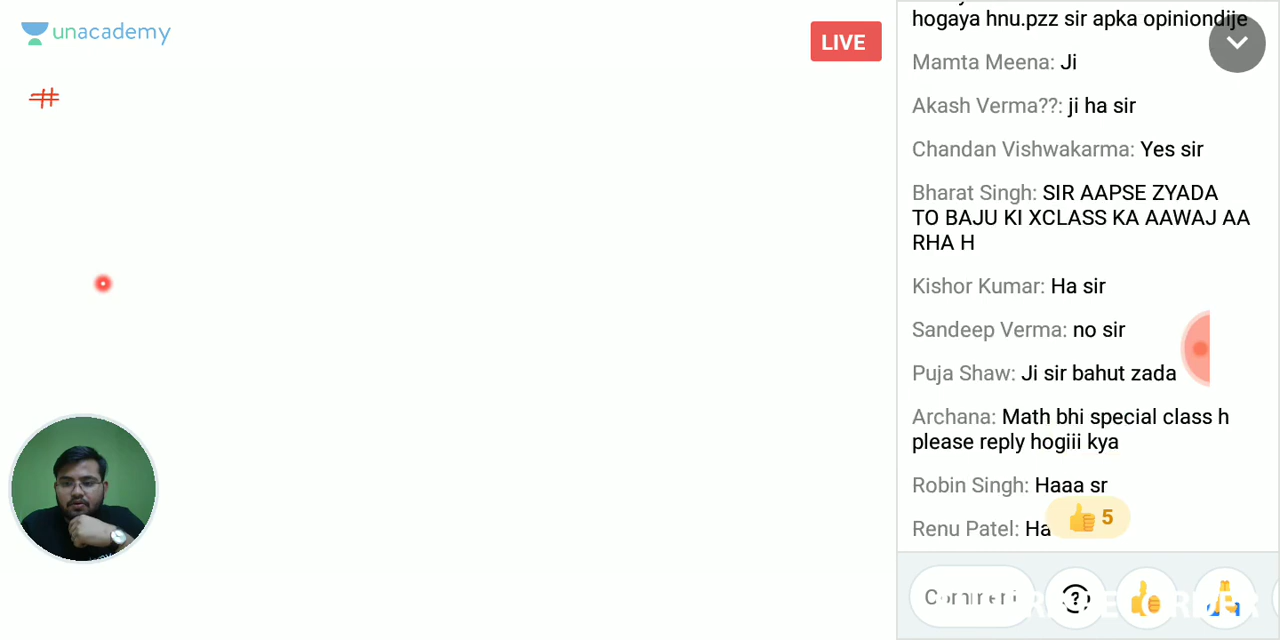 unacademy
LIVE
#
hogaya hnu.pzz sir apka opiniondije
Mamta Meena: Ji
Akash Verma??: ji ha sir
Chandan Vishwakarma: Yes sir
Bharat Singh: SIR AAPSE ZYADA
TO BAJU KI XCLASS KA AAWAJ AA
RHA H
Kishor Kumar: Ha sir
Sandeep Verma: no sir
Puja Shaw: Ji sir bahut zada
Archana: Math bhi special class h
please reply hogiii kya
Robin Singh: Haaa sr
Renu Patel: Ha
5